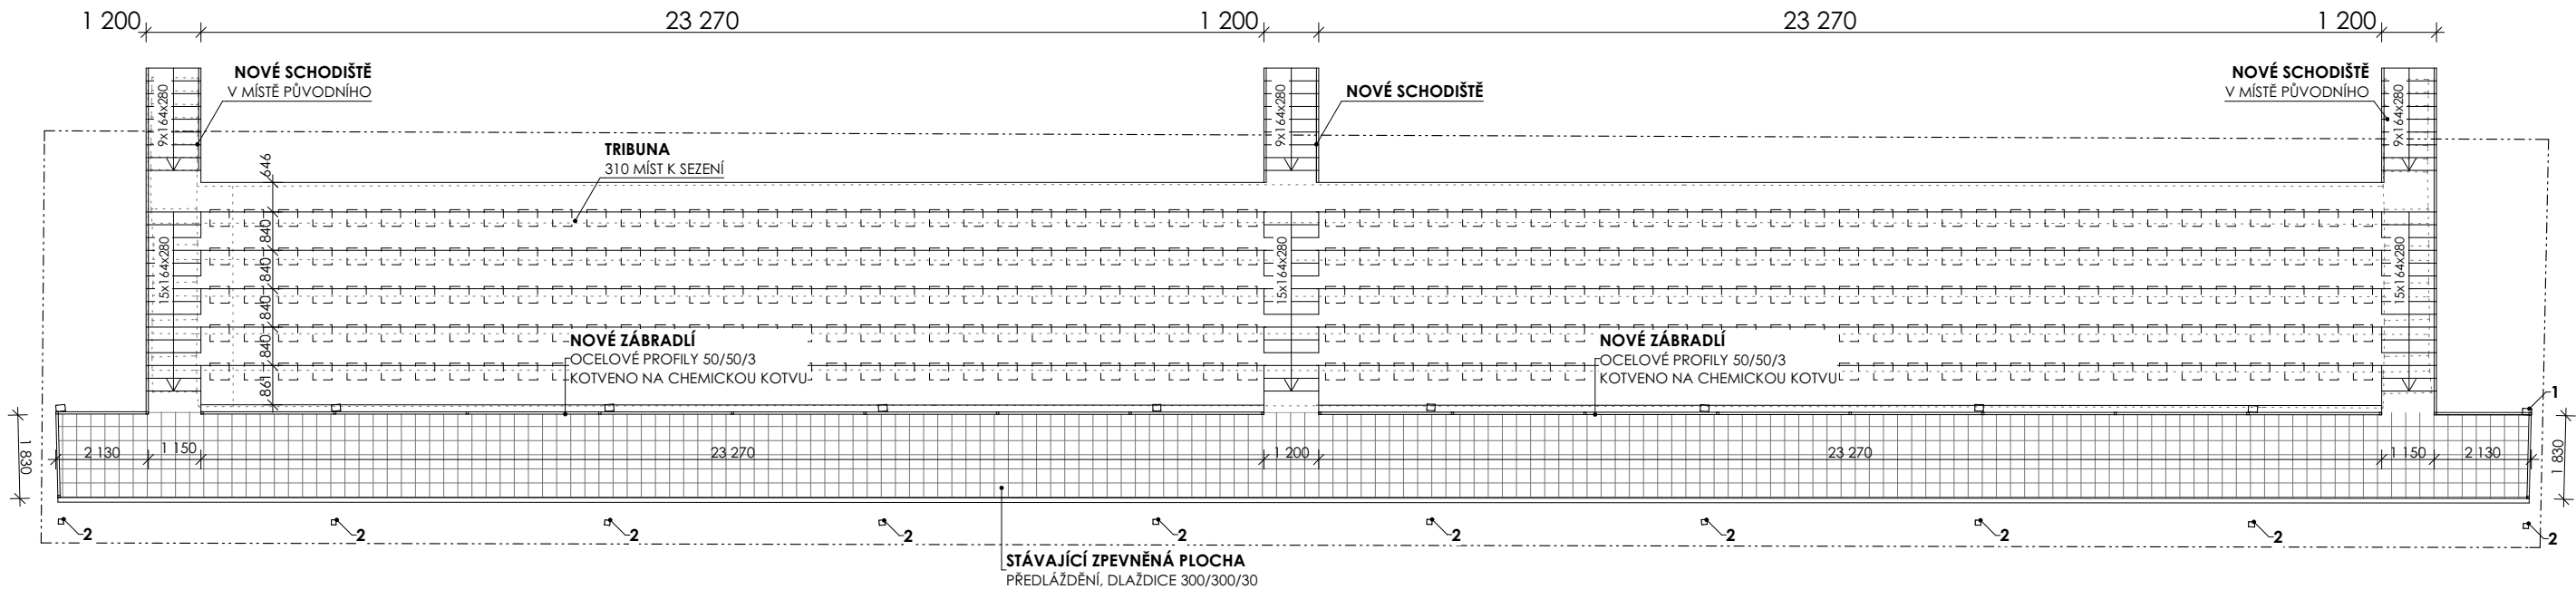 1 200
23 270
1 200
23 270
1 200
NOVÉ SCHODIŠTĚ
V MÍSTĚ PŮVODNÍHO
NOVÉ SCHODIŠTĚ
NOVÉ SCHODIŠTĚ
V MÍSTĚ PŮVODNÍHO
9x164x280
9x164x280
9x164x280
TRIBUNA
310 MÍST K SEZENÍ
646
840
840
840
840
861
15x164x280
15x164x280
15x164x280
NOVÉ ZÁBRADLÍ
OCELOVÉ PROFILY 50/50/3
KOTVENO NA CHEMICKOU KOTVU
NOVÉ ZÁBRADLÍ
OCELOVÉ PROFILY 50/50/3
KOTVENO NA CHEMICKOU KOTVU
1
1 830
2 130
1 150
23 270
1 200
23 270
1 150
2 130
1 830
2
2
2
2
2
2
2
2
2
2
STÁVAJÍCÍ ZPEVNĚNÁ PLOCHA
PŘEDLÁŽDĚNÍ, DLAŽDICE 300/300/30